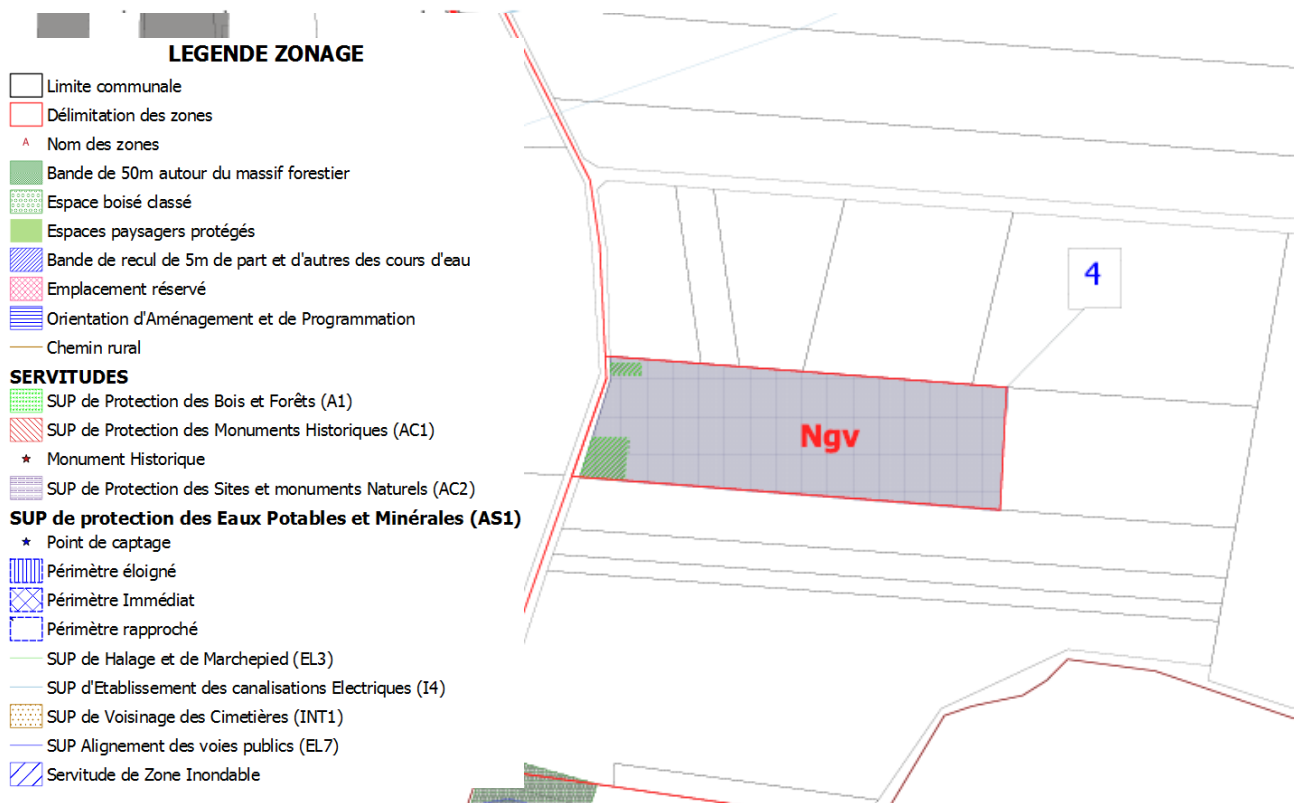 LEGENDE ZONAGE
Limite communale
Délimitation des zones
A Nom des zones
Bande de 50m autour du massif forestier
Espace boisé classé
Espaces paysagers protégés
Bande de recul de 5m de part et d'autres des cours d'eau
Emplacement réservé
Orientation d'Aménagement et de Programmation
Chemin rural
SERVITUDES
SUP de Protection des Bois et Forêts (A1)
SUP de Protection des Monuments Historiques (AC1)
Monument Historique
SUP de Protection des Sites et monuments Naturels (AC2)
SUP de protection des Eaux Potables et Minérales (AS1)
Point de captage
Périmètre éloigné
Périmètre Immédiat
Périmètre rapproché
SUP de Halage et de Marchepied (EL3)
SUP d'Etablissement des canalisations Electriques (I4)
SUP de Voisinage des Cimetières (INT1)
SUP Alignement des voies publics (EL7)
Servitude de Zone Inondable
4
Ngv